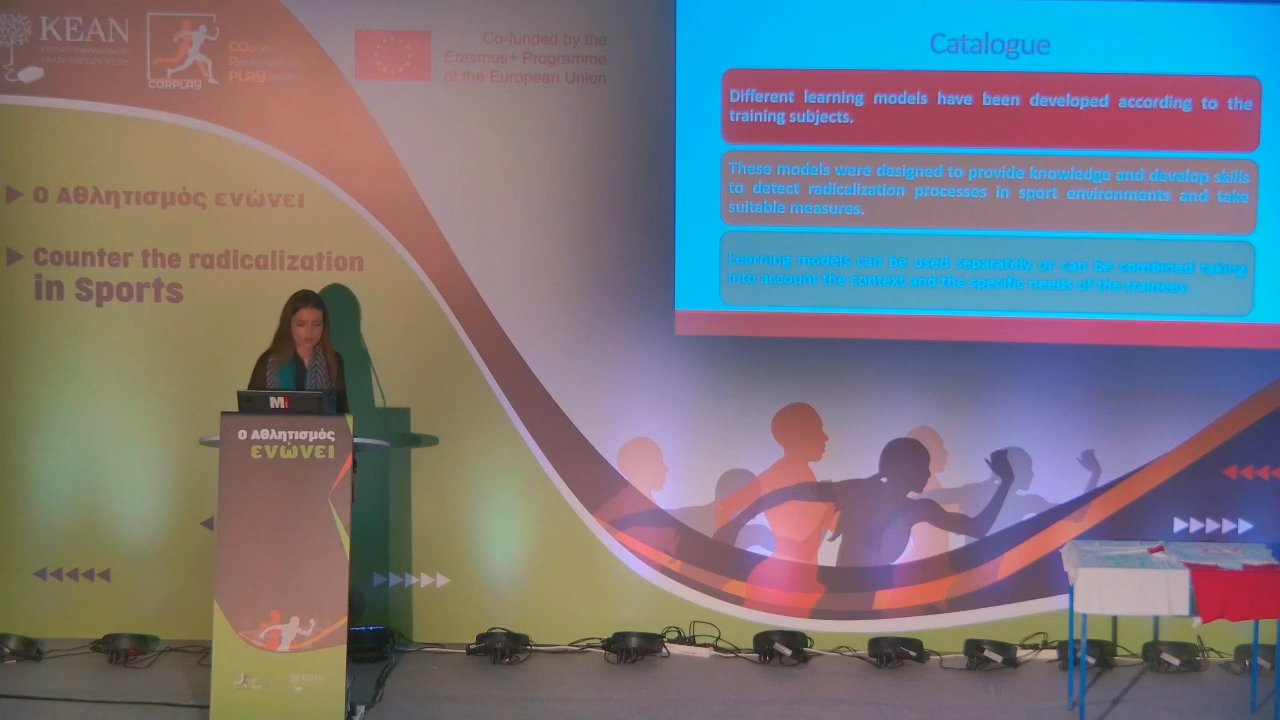 KEAN
CORPLAY
PLAY
Co-funded by the
Erasmus+ Programme
of the European Union
Ο Αθλητισμός ενώνει
Counter the radicalization
in Sports
Catalogue
Different learning models have been developed according to the
training subjects.
These models were designed to provide knowledge and develop skills
to detect radicalization processes in sport environments and take
suitable measures.
Learning models can be used separately or can be combined taking
into account the context and the specific needs of the trainees.
Ο Αθλητισμός
ενώνει